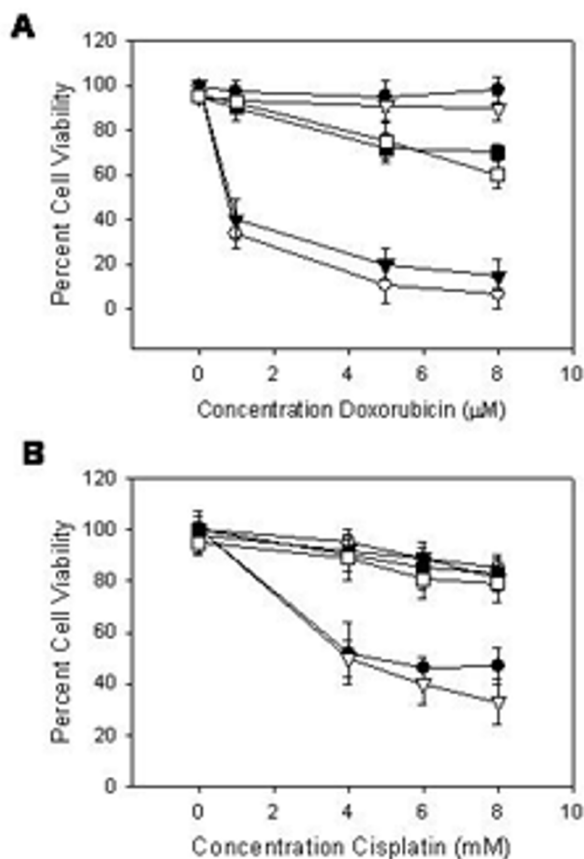 A
120
100
80
60
40
20
0
Percent Cell Viability
0 2 4 6 8 10
Concentration Doxorubicin (µM)
B
120
100
80
60
40
20
0
Percent Cell Viability
0 4 6 8 10
Concentration Cisplatin (mM)